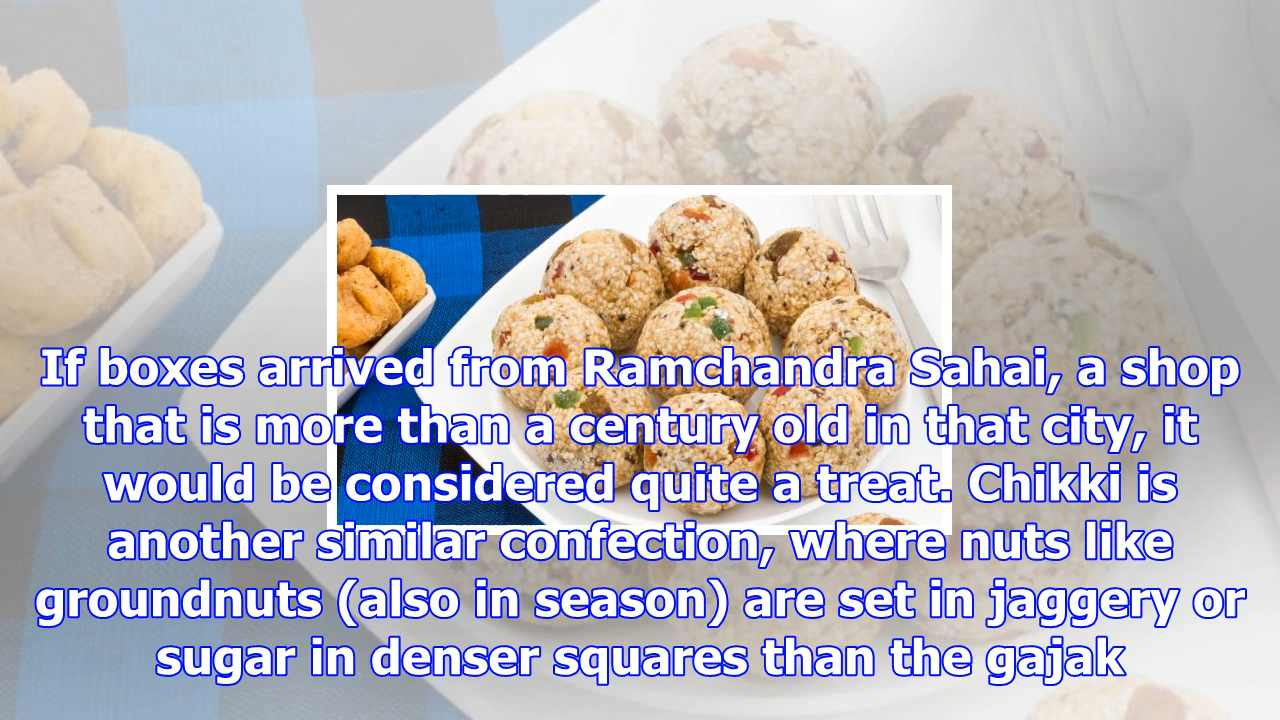 If boxes arrived from Ramchandra Sahai, a shop
that is more than a century old in that city, it
would be considered quite a treat. Chikki is
another similar confection, where nuts like
groundnuts (also in season) are set in jaggery or
sugar in denser squares than the gajak